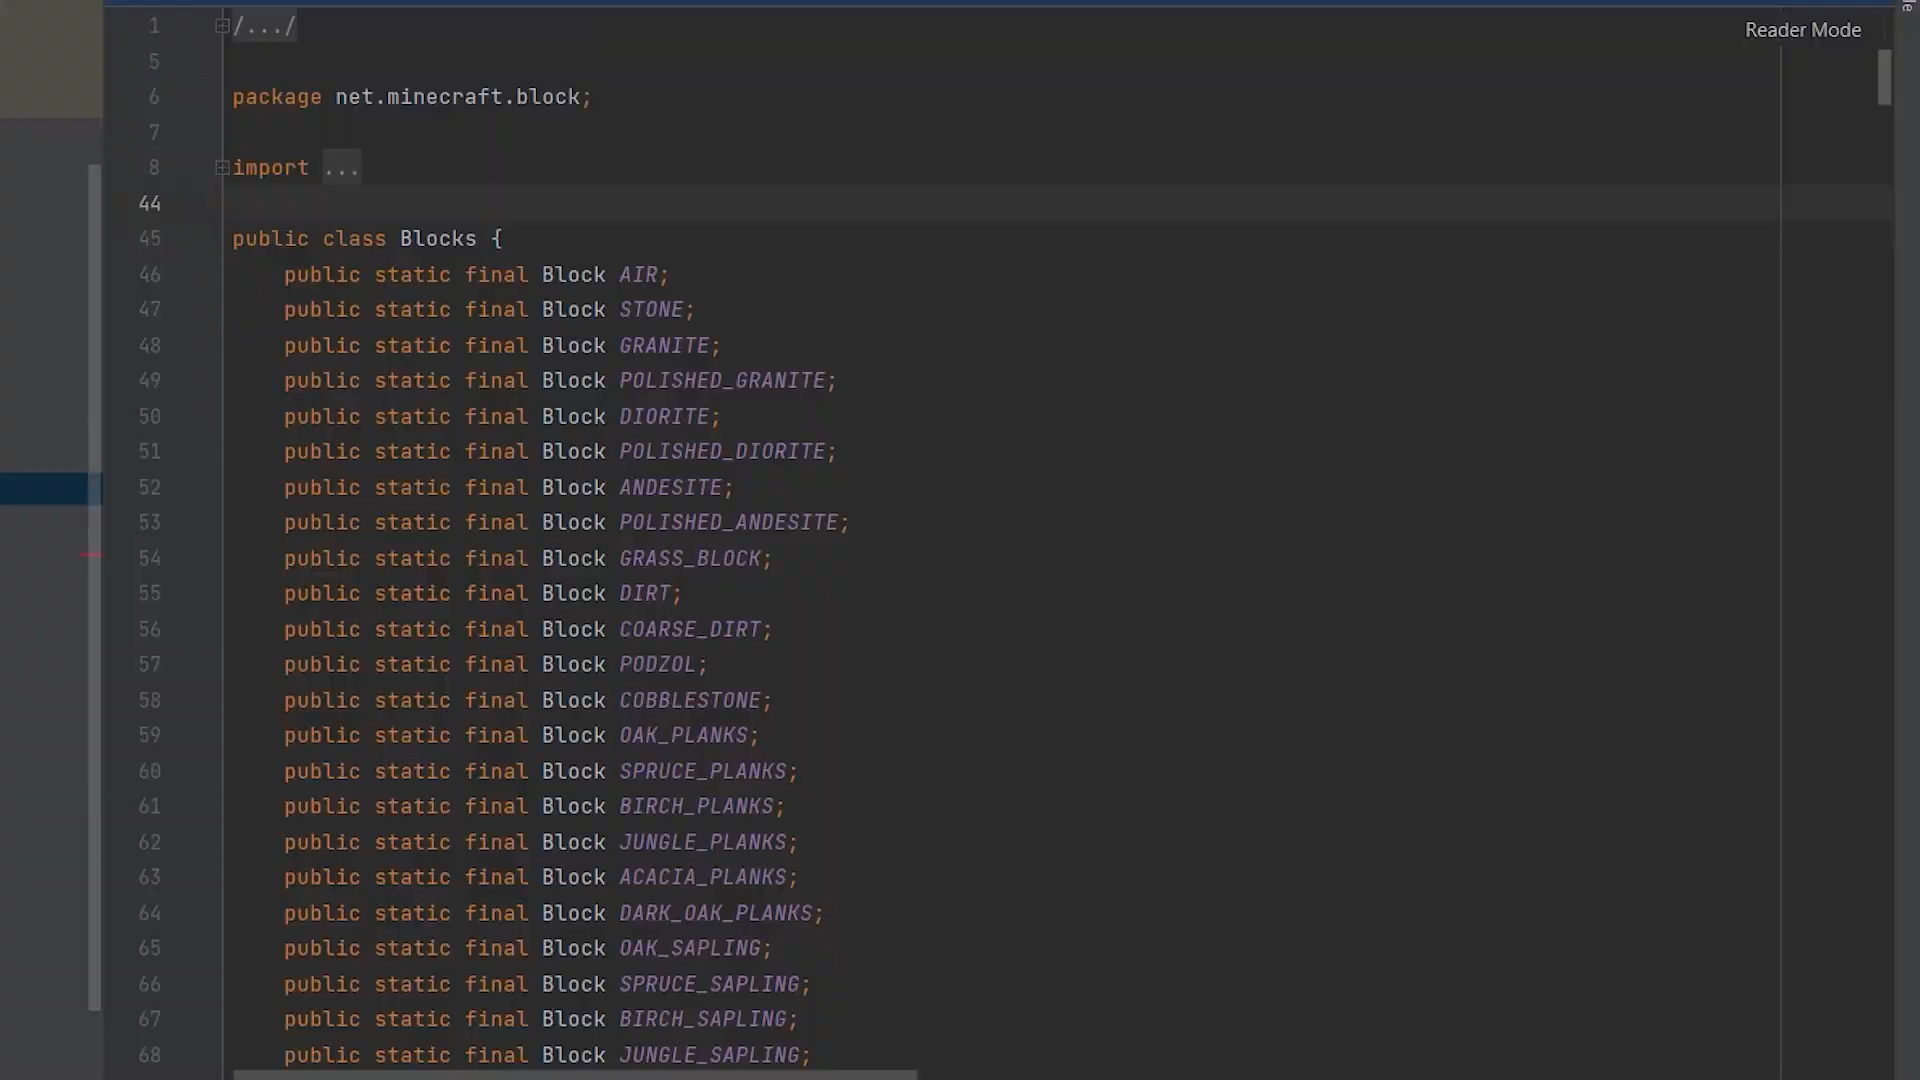 1 /.../
Reader Mode
5
6 package net.minecraft.block;
7
8 import ...
44
45 public class Blocks {
46 public static final Block AIR;
47 public static final Block STONE;
48 public static final Block GRANITE;
49 public static final Block POLISHED_GRANITE;
50 public static final Block DIORITE;
51 public static final Block POLISHED_DIORITE;
52 public static final Block ANDESITE;
53 public static final Block POLISHED_ANDESITE;
54 public static final Block GRASS_BLOCK;
55 public static final Block DIRT;
56 public static final Block COARSE_DIRT;
57 public static final Block PODZOL;
58 public static final Block COBBLESTONE;
59 public static final Block OAK_PLANKS;
60 public static final Block SPRUCE_PLANKS;
61 public static final Block BIRCH_PLANKS;
62 public static final Block JUNGLE_PLANKS;
63 public static final Block ACACIA_PLANKS;
64 public static final Block DARK_OAK_PLANKS;
65 public static final Block OAK_SAPLING;
66 public static final Block SPRUCE_SAPLING;
67 public static final Block BIRCH_SAPLING;
68 public static final Block JUNGLE_SAPLING;